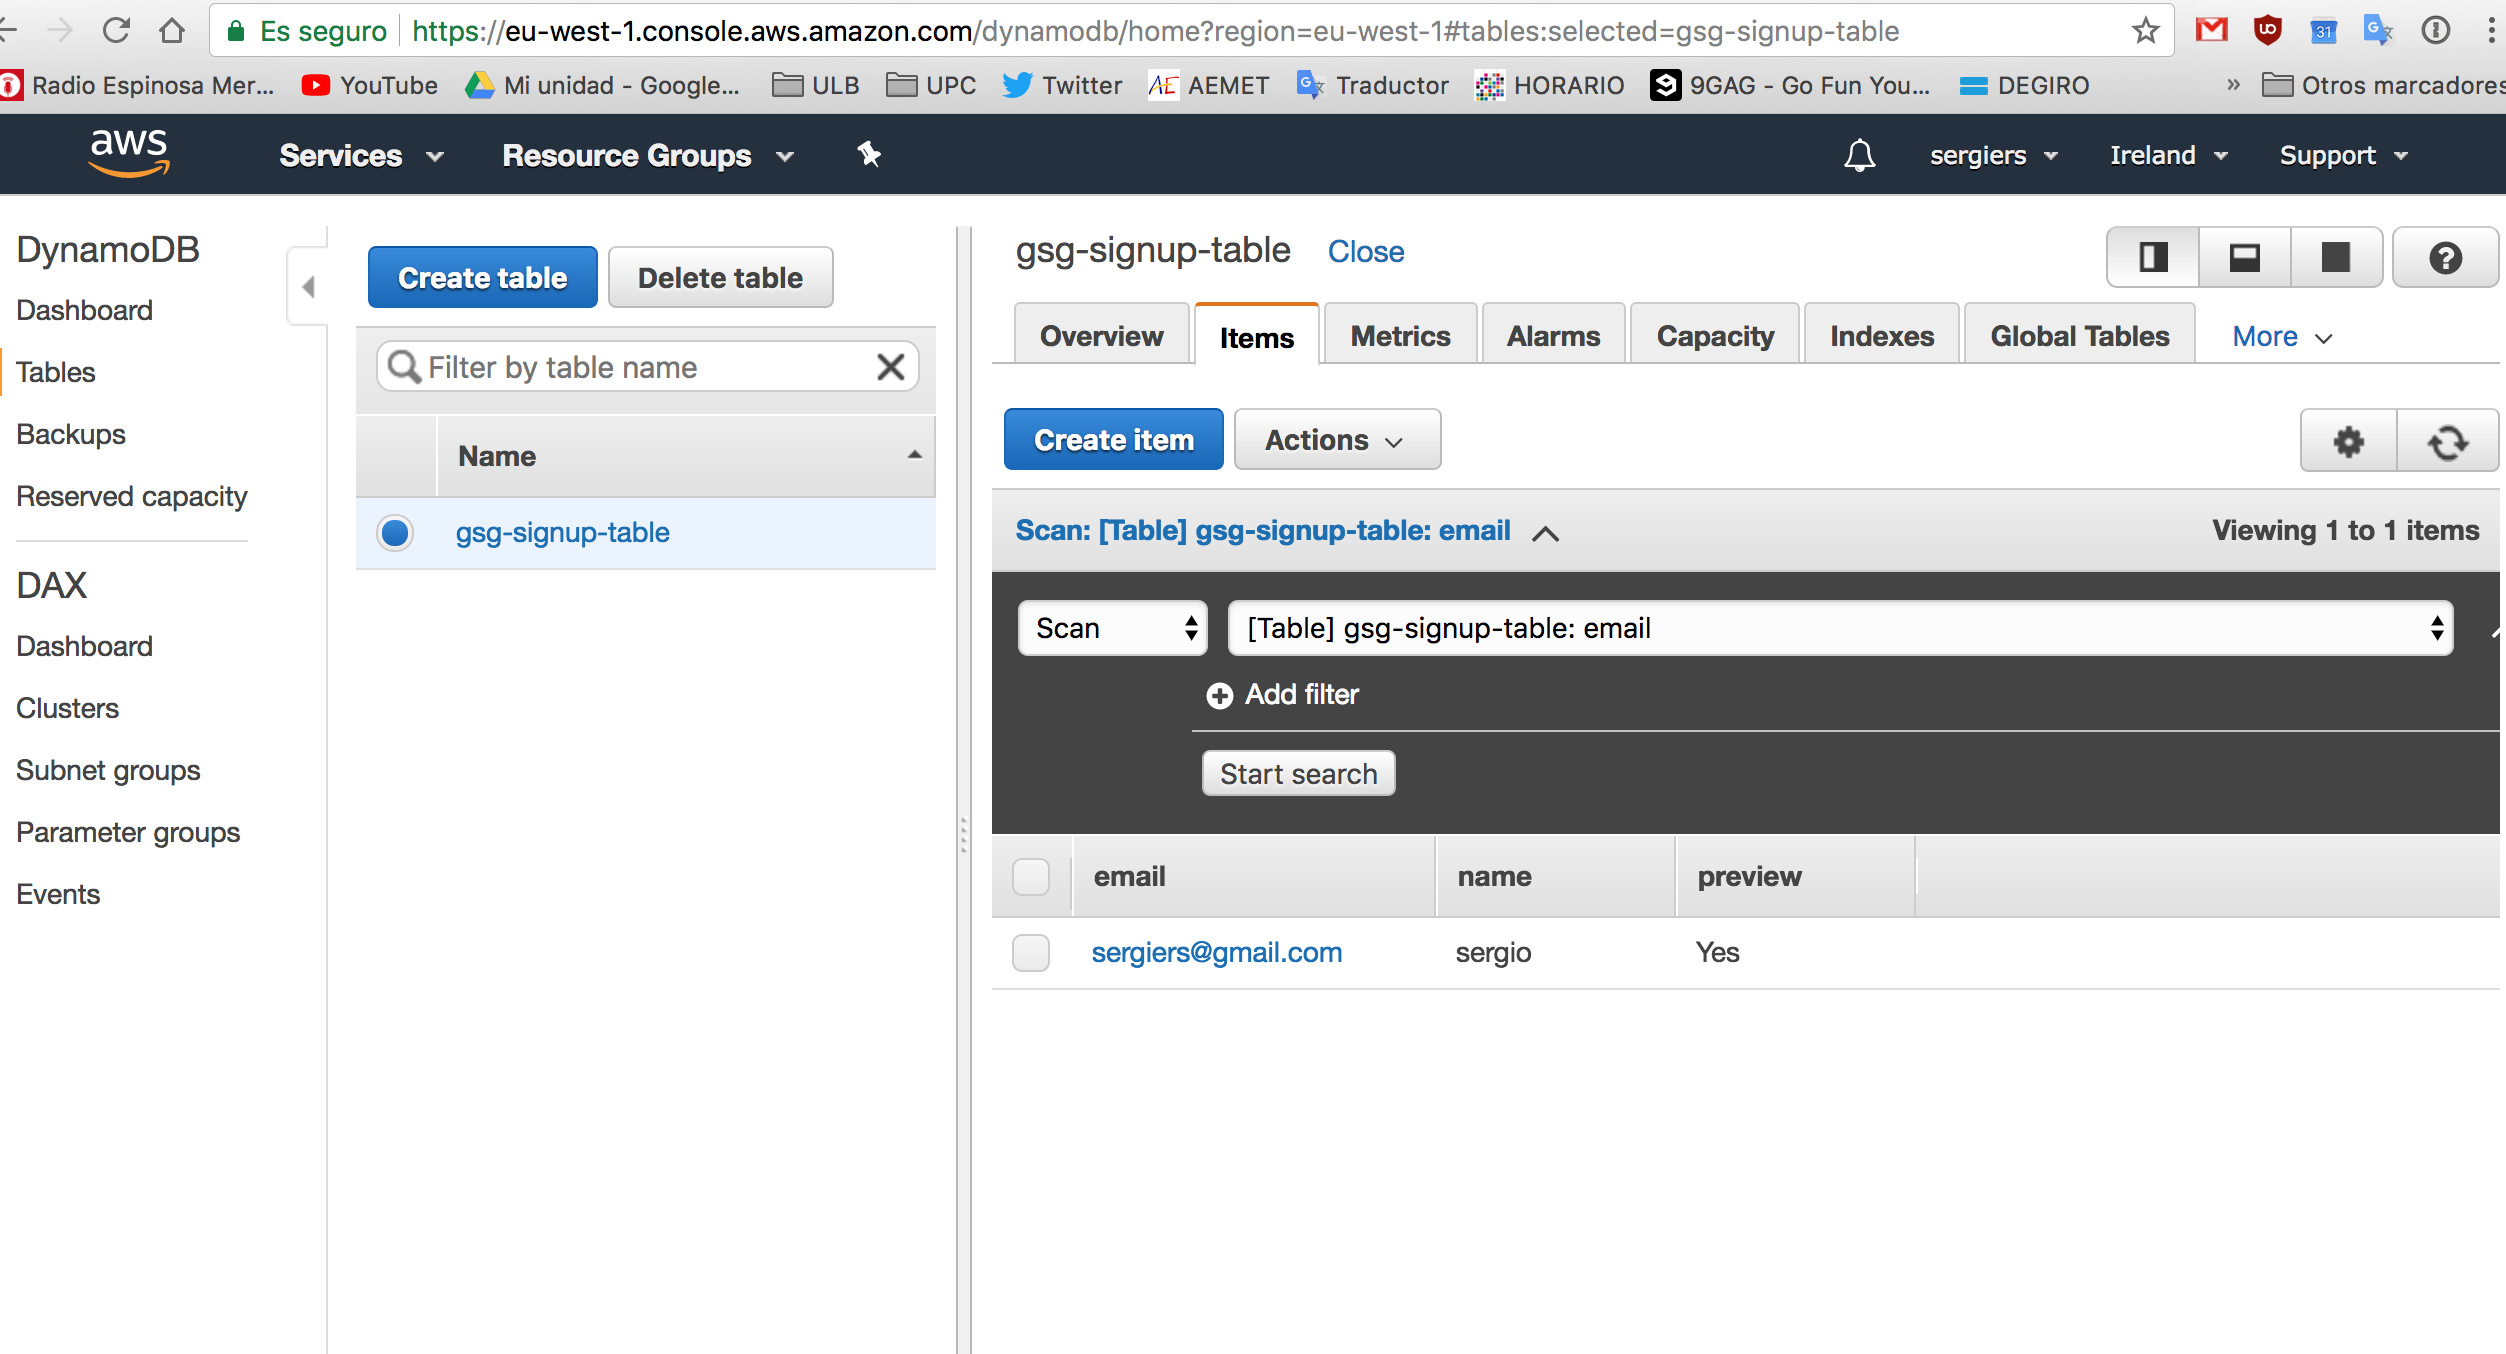 Es seguro https://eu-west-1.console.aws.amazon.com/dynamodb/home?region=eu-west-1#tables:selected=gsg-signup-table
Radio Espinosa Mer... YouTube Mi unidad - Google... ULB UPC Twitter AEMET Traductor HORARIO 9GAG - Go Fun You... DEGIRO » Otros marcadores
aws Services Resource Groups sergiers Ireland Support
DynamoDB
Dashboard
Tables
Backups
Reserved capacity
DAX
Dashboard
Clusters
Subnet groups
Parameter groups
Events
Create table Delete table
Filter by table name
Name
gsg-signup-table
gsg-signup-table Close
Overview Items Metrics Alarms Capacity Indexes Global Tables More
Create item Actions
Scan: [Table] gsg-signup-table: email Viewing 1 to 1 items
Scan [Table] gsg-signup-table: email
Add filter
Start search
email name preview
sergiers@gmail.com sergio Yes